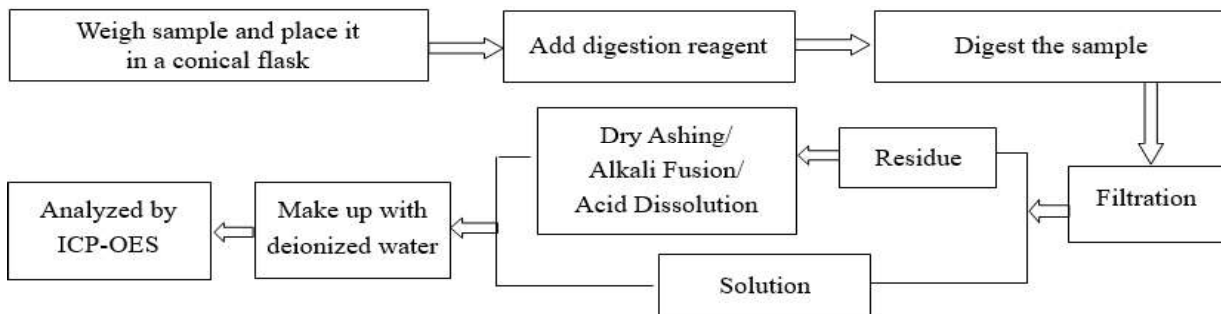 Weigh sample and place it
in a conical flask
Add digestion reagent
Digest the sample
Filtration
Residue
Dry Ashing/
Alkali Fusion/
Acid Dissolution
Solution
Make up with
deionized water
Analyzed by
ICP-OES